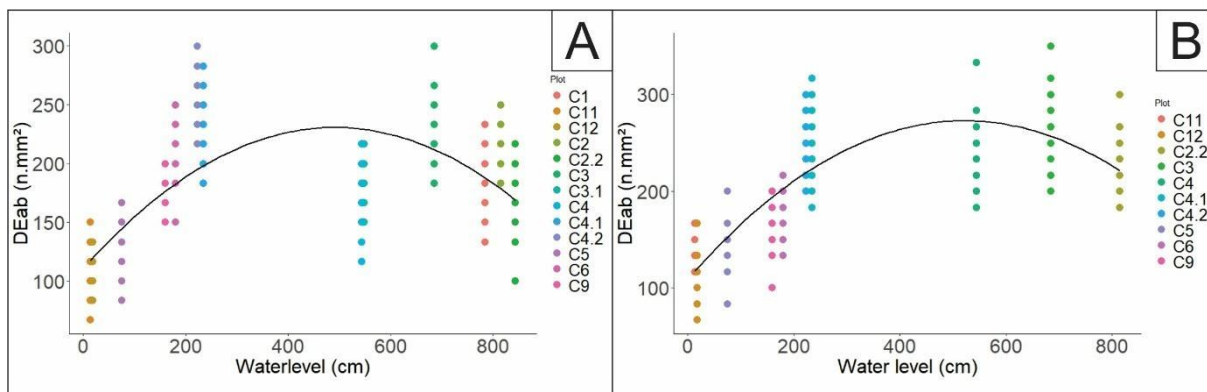 A
DEab (n.mm²)
300
250
200
150
100
0
200
400
600
800
Waterlevel (cm)
Plot
C1
C11
C12
C2
C2.2
C3
C3.1
C4
C4.1
C4.2
C5
C6
C9
B
DEab (n.mm²)
300
200
100
0
200
400
600
800
Water level (cm)
Plot
C11
C12
C2.2
C3
C4
C4.1
C4.2
C5
C6
C9